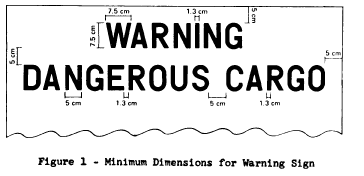 7.5 cm 1.3 cm 5 cm
7.5 cm WARNING
5 cm 5 cm
DANGEROUS CARGO
5 cm 1.3 cm 5 cm 1.3 cm
Figure 1 - Minimum Dimensions for Warning Sign